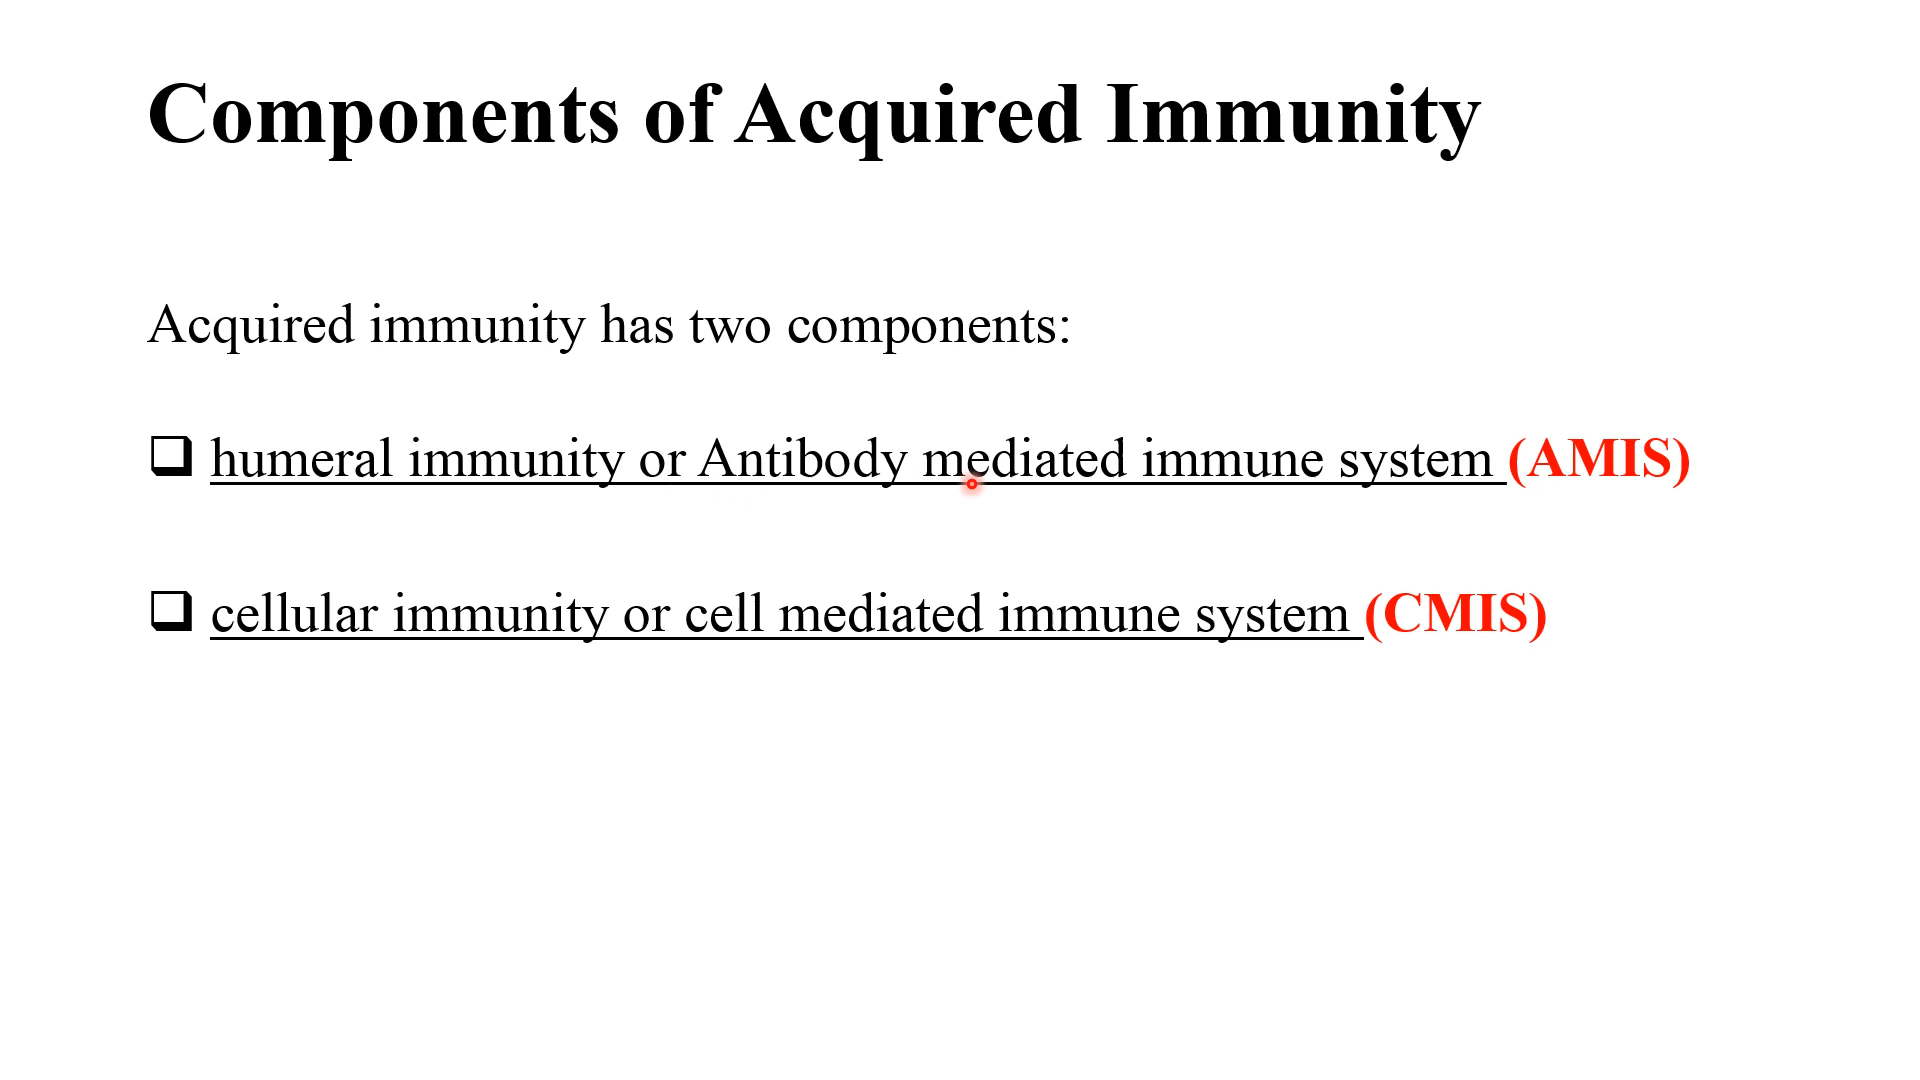 Components of Acquired Immunity
Acquired immunity has two components:
humeral immunity or Antibody mediated immune system (AMIS)
cellular immunity or cell mediated immune system (CMIS)